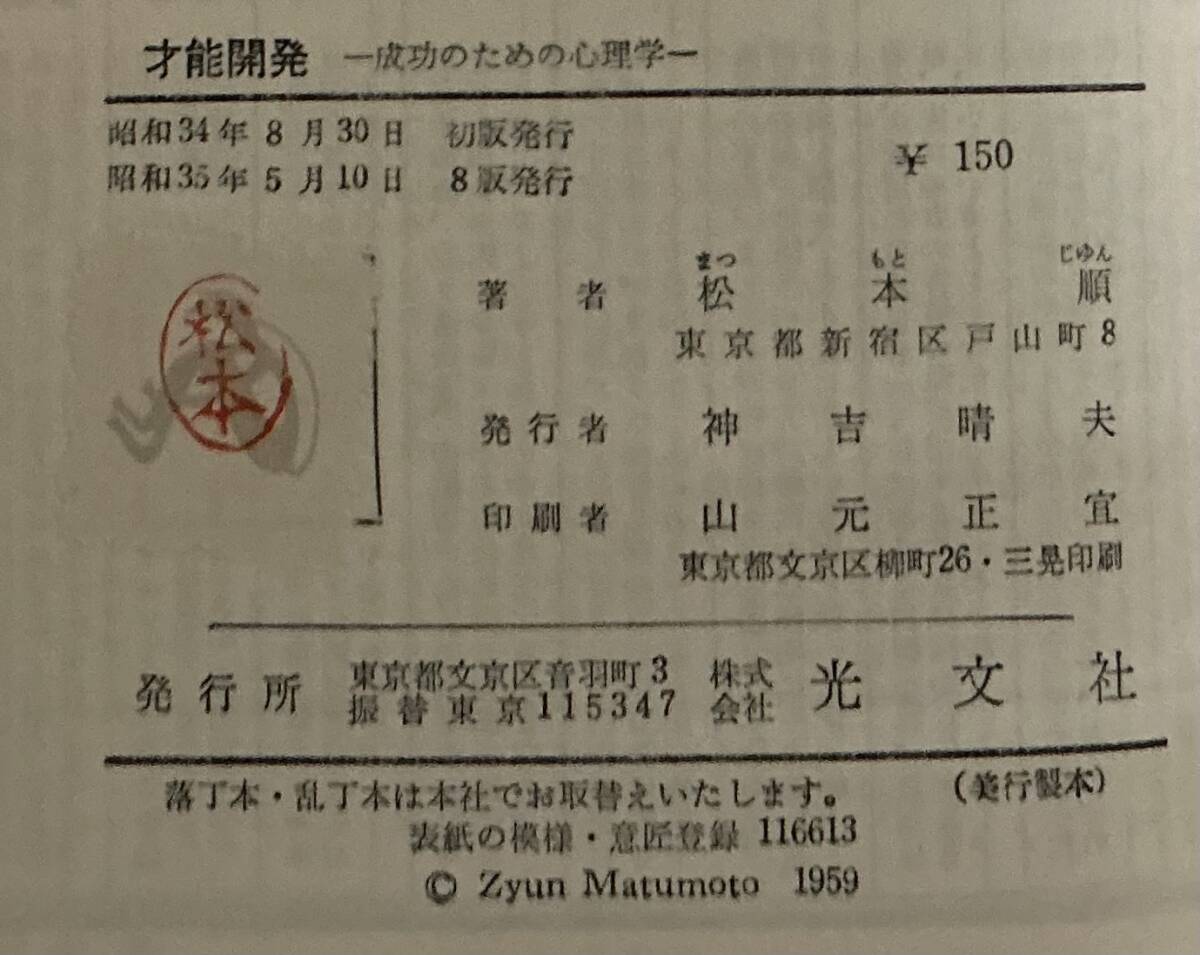 才能開発 ―成功のための心理学―
昭和34年8月30日 初版発行
昭和35年5月10日 8版発行
¥ 150
松本
まつ もと じゆん
著者 松本順
東京都新宿区戸山町8
発行者 神吉晴夫
印刷者 山元正宜
東京都文京区柳町26・三晃印刷
発行所 東京都文京区音羽町3 株式会社 光文社
振替東京115347
落丁本・乱丁本は本社でお取替えいたします。 (美行製本)
表紙の模様・意匠登録 116613
© Zyun Matumoto 1959